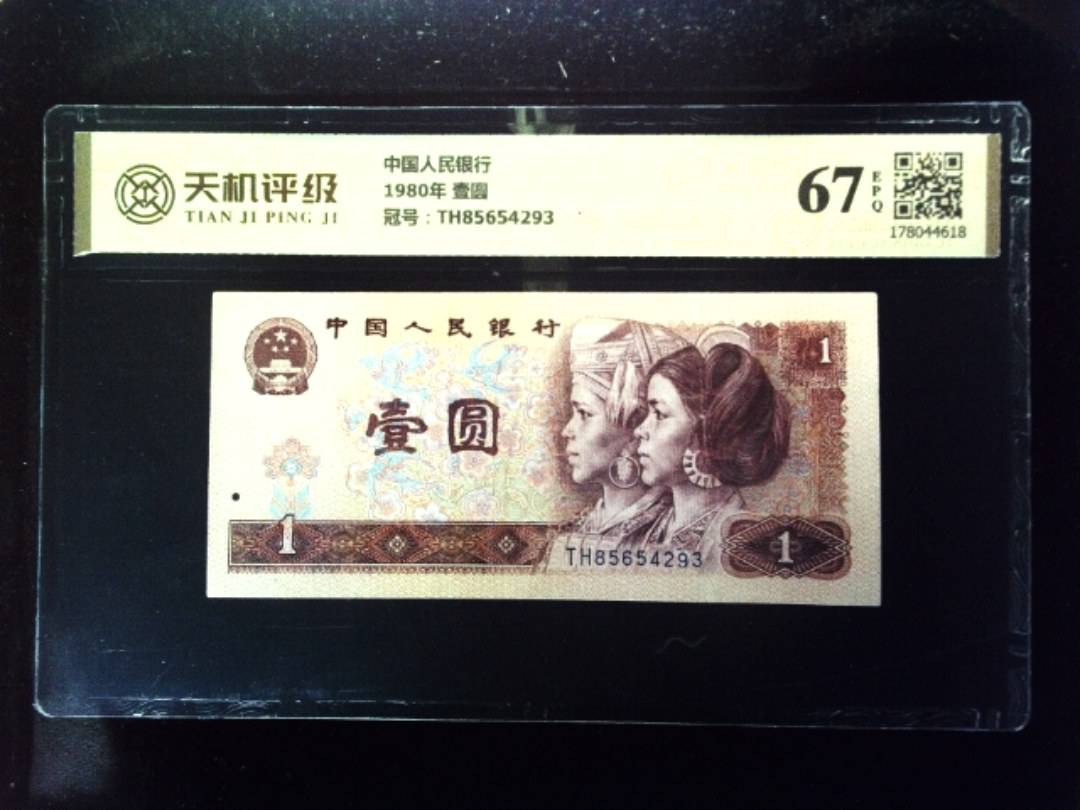 天机评级
TIAN JI PING JI
中国人民银行
1980年 壹圆
冠号：TH85654293
67
EPQ
178044618
中国人民银行
1
壹圆
1
TH85654293
1